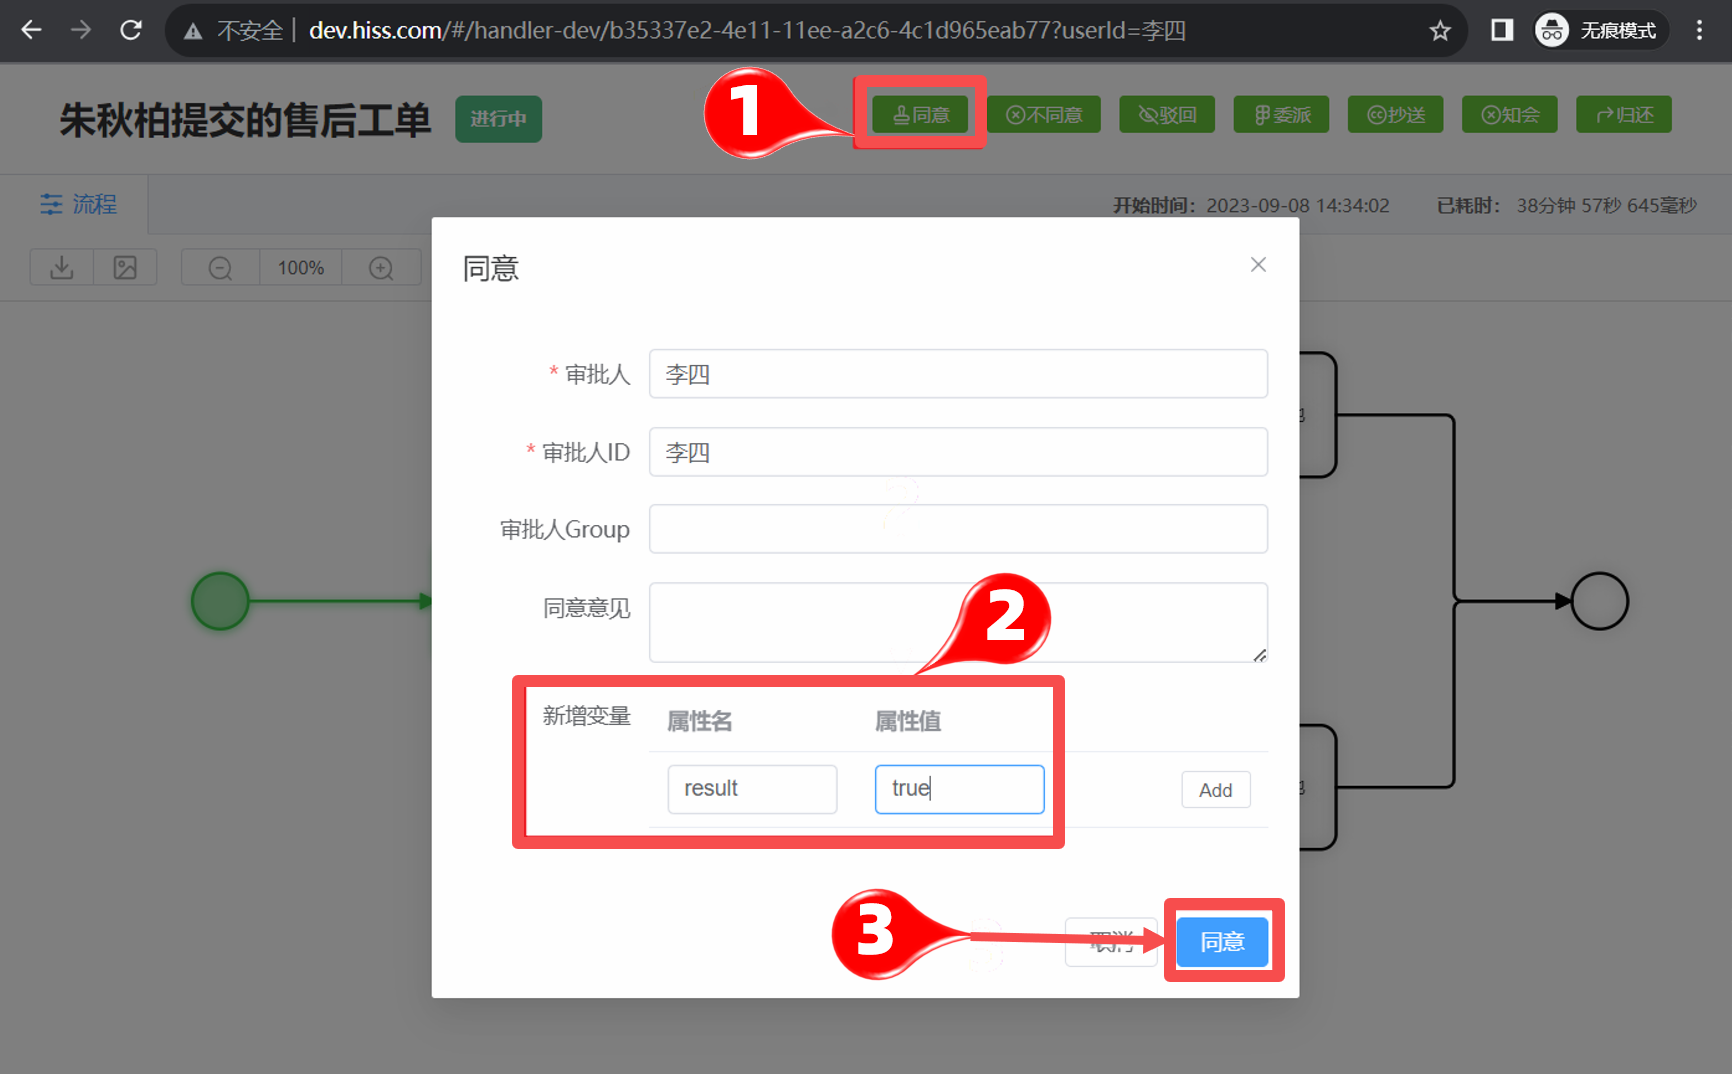 不安全 dev.hiss.com/#/handler-dev/b35337e2-4e11-11ee-a2c6-4c1d965eab77?userId=李四 无痕模式
朱秋柏提交的售后工单 进行中 1 同意 不同意 驳回 委派 抄送 知会 归还
流程 开始时间： 2023-09-08 14:34:02 已耗时： 38分钟 57秒 645毫秒
100%
同意
* 审批人 李四
* 审批人ID 李四
审批人Group
同意意见
2
新增变量 属性名 属性值
result true Add
3 取消 同意